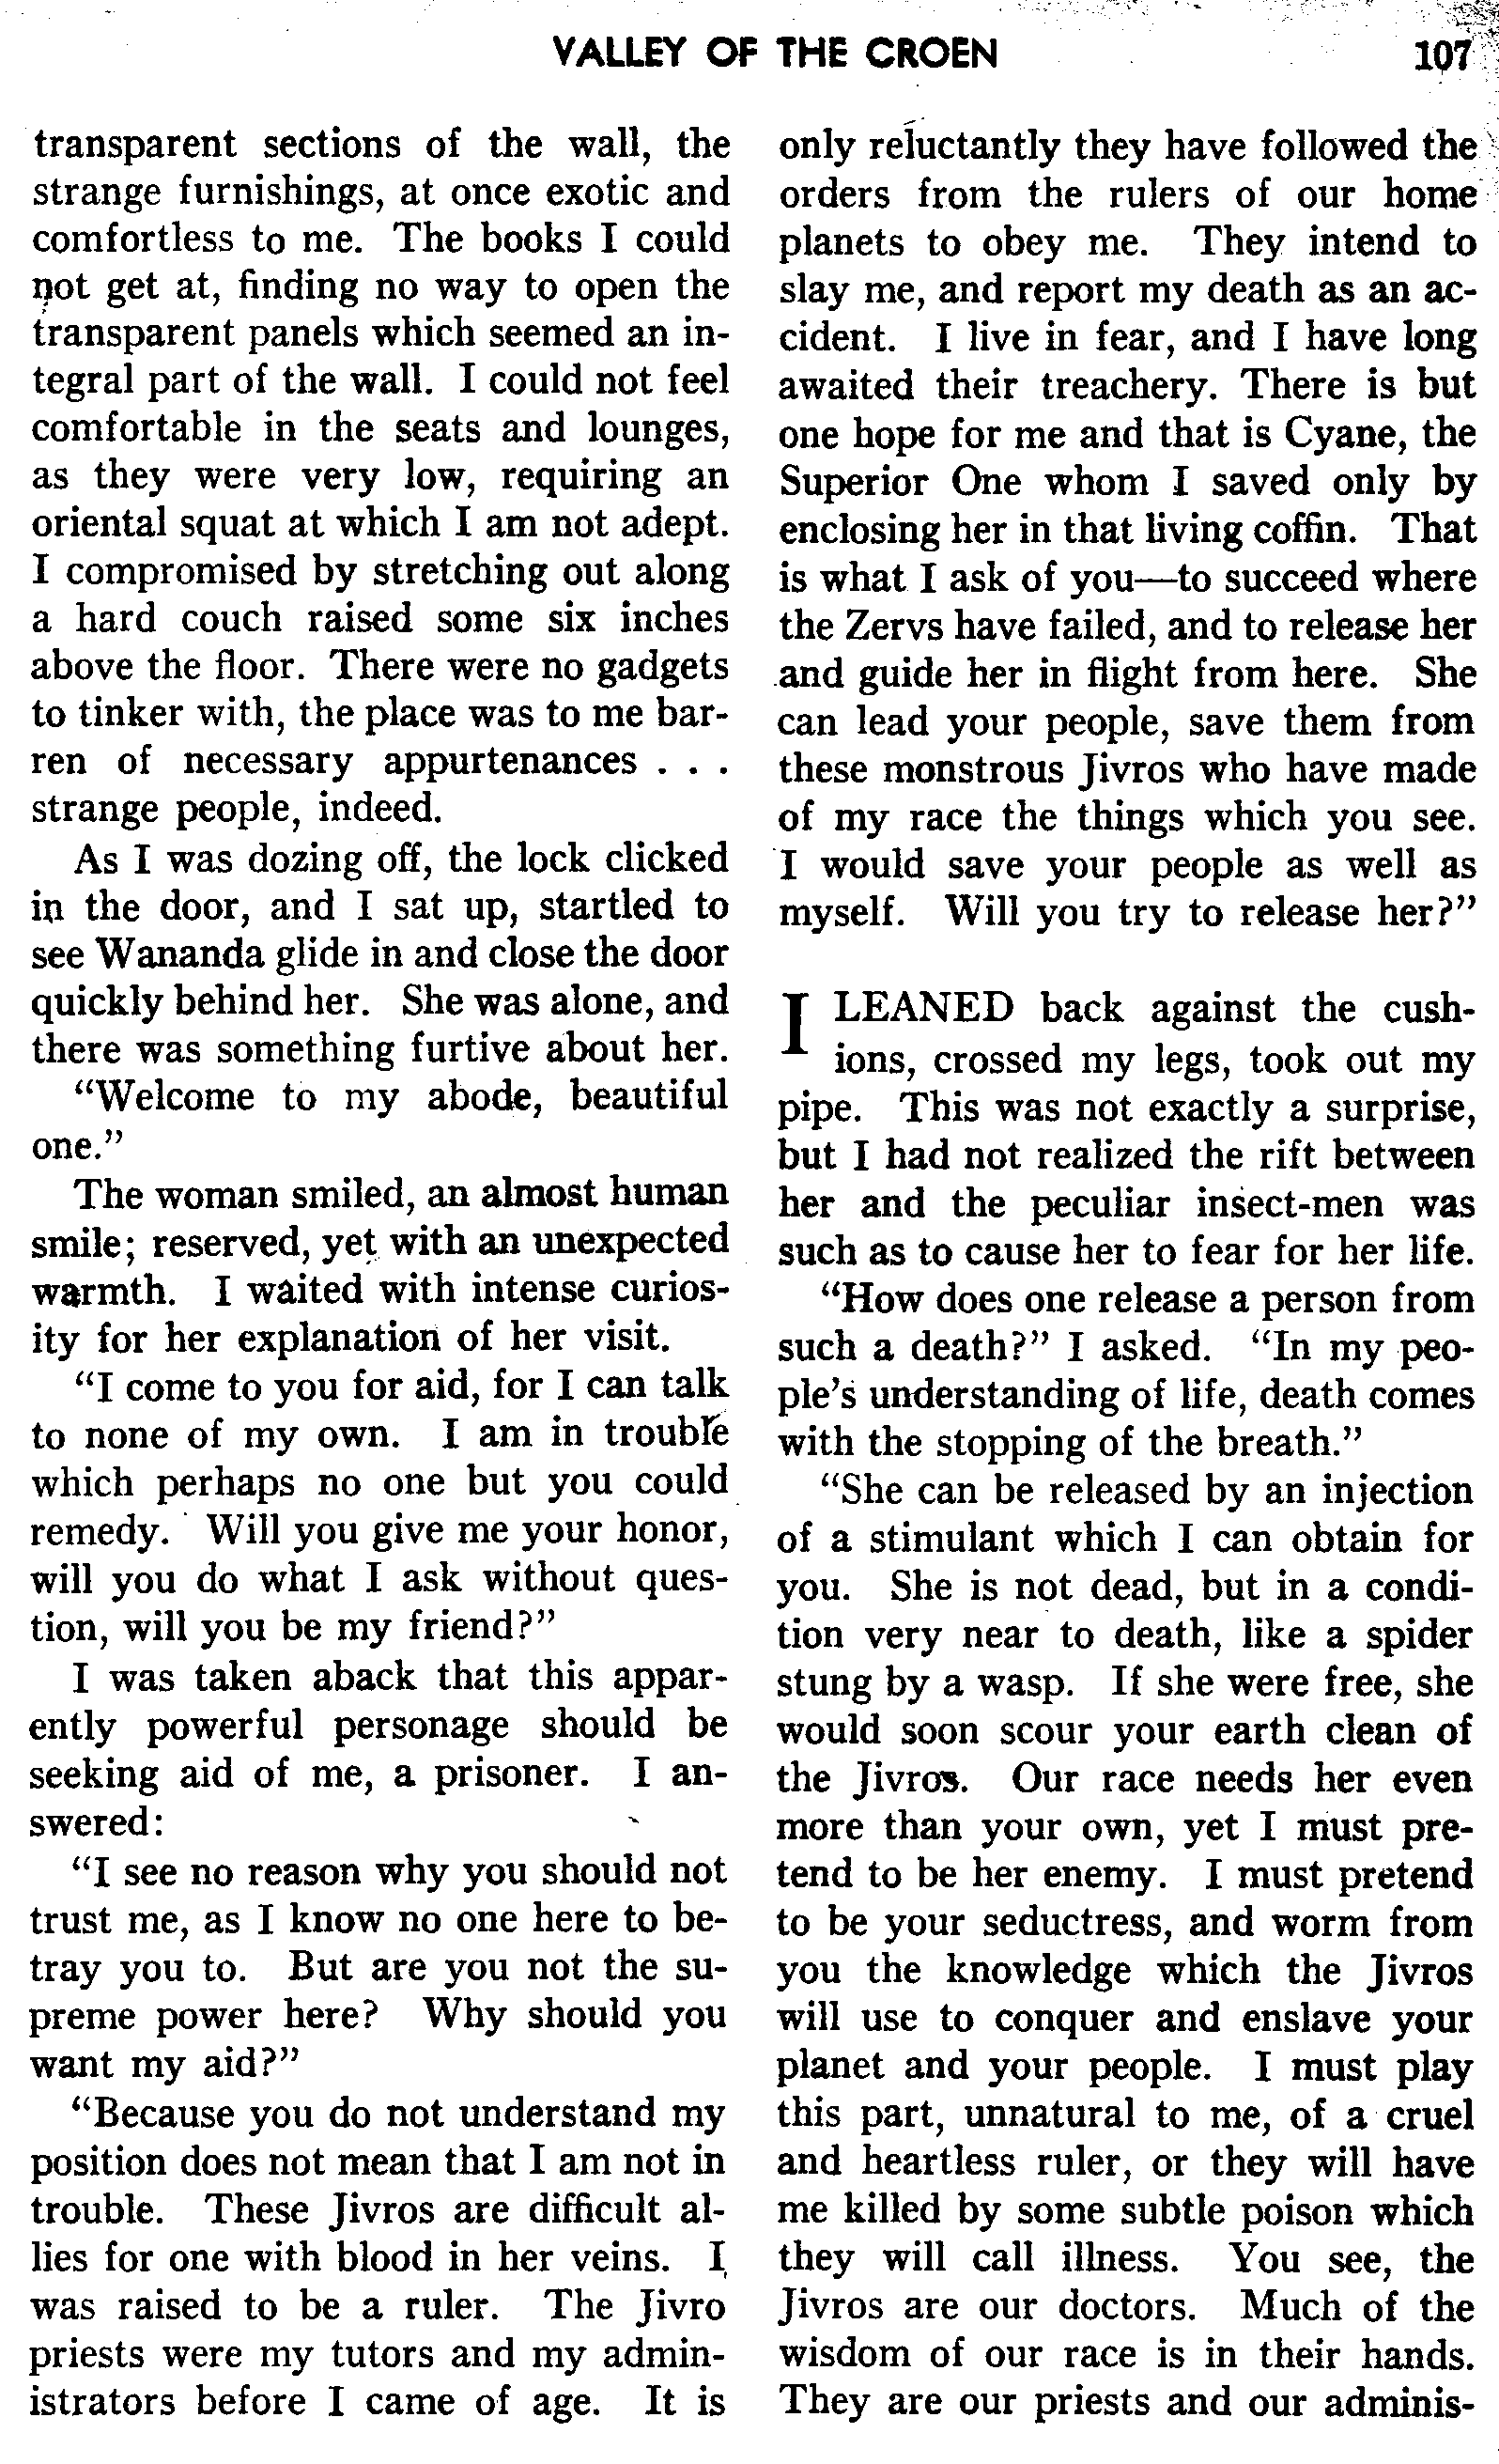 VALLEY OF THE CROEN 107
transparent sections of the wall, the
strange furnishings, at once exotic and
comfortless to me. The books I could
not get at, finding no way to open the
transparent panels which seemed an in-
tegral part of the wall. I could not feel
comfortable in the seats and lounges,
as they were very low, requiring an
oriental squat at which I am not adept.
I compromised by stretching out along
a hard couch raised some six inches
above the floor. There were no gadgets
to tinker with, the place was to me bar-
ren of necessary appurtenances . . .
strange people, indeed.
As I was dozing off, the lock clicked
in the door, and I sat up, startled to
see Wananda glide in and close the door
quickly behind her. She was alone, and
there was something furtive about her.
"Welcome to my abode, beautiful
one."
The woman smiled, an almost human
smile; reserved, yet with an unexpected
warmth. I waited with intense curios-
ity for her explanation of her visit.
"I come to you for aid, for I can talk
to none of my own. I am in trouble
which perhaps no one but you could
remedy. Will you give me your honor,
will you do what I ask without ques-
tion, will you be my friend?"
I was taken aback that this appar-
ently powerful personage should be
seeking aid of me, a prisoner. I an-
swered:
"I see no reason why you should not
trust me, as I know no one here to be-
tray you to. But are you not the su-
preme power here? Why should you
want my aid?"
"Because you do not understand my
position does not mean that I am not in
trouble. These Jivros are difficult al-
lies for one with blood in her veins. I
was raised to be a ruler. The Jivro
priests were my tutors and my admin-
istrators before I came of age. It is
only reluctantly they have followed the
orders from the rulers of our home
planets to obey me. They intend to
slay me, and report my death as an ac-
cident. I live in fear, and I have long
awaited their treachery. There is but
one hope for me and that is Cyane, the
Superior One whom I saved only by
enclosing her in that living coffin. That
is what I ask of you—to succeed where
the Zervs have failed, and to release her
and guide her in flight from here. She
can lead your people, save them from
these monstrous Jivros who have made
of my race the things which you see.
I would save your people as well as
myself. Will you try to release her?"
I LEANED back against the cush-
ions, crossed my legs, took out my
pipe. This was not exactly a surprise,
but I had not realized the rift between
her and the peculiar insect-men was
such as to cause her to fear for her life.
"How does one release a person from
such a death?" I asked. "In my peo-
ple's understanding of life, death comes
with the stopping of the breath."
"She can be released by an injection
of a stimulant which I can obtain for
you. She is not dead, but in a condi-
tion very near to death, like a spider
stung by a wasp. If she were free, she
would soon scour your earth clean of
the Jivros. Our race needs her even
more than your own, yet I must pre-
tend to be her enemy. I must pretend
to be your seductress, and worm from
you the knowledge which the Jivros
will use to conquer and enslave your
planet and your people. I must play
this part, unnatural to me, of a cruel
and heartless ruler, or they will have
me killed by some subtle poison which
they will call illness. You see, the
Jivros are our doctors. Much of the
wisdom of our race is in their hands.
They are our priests and our adminis-